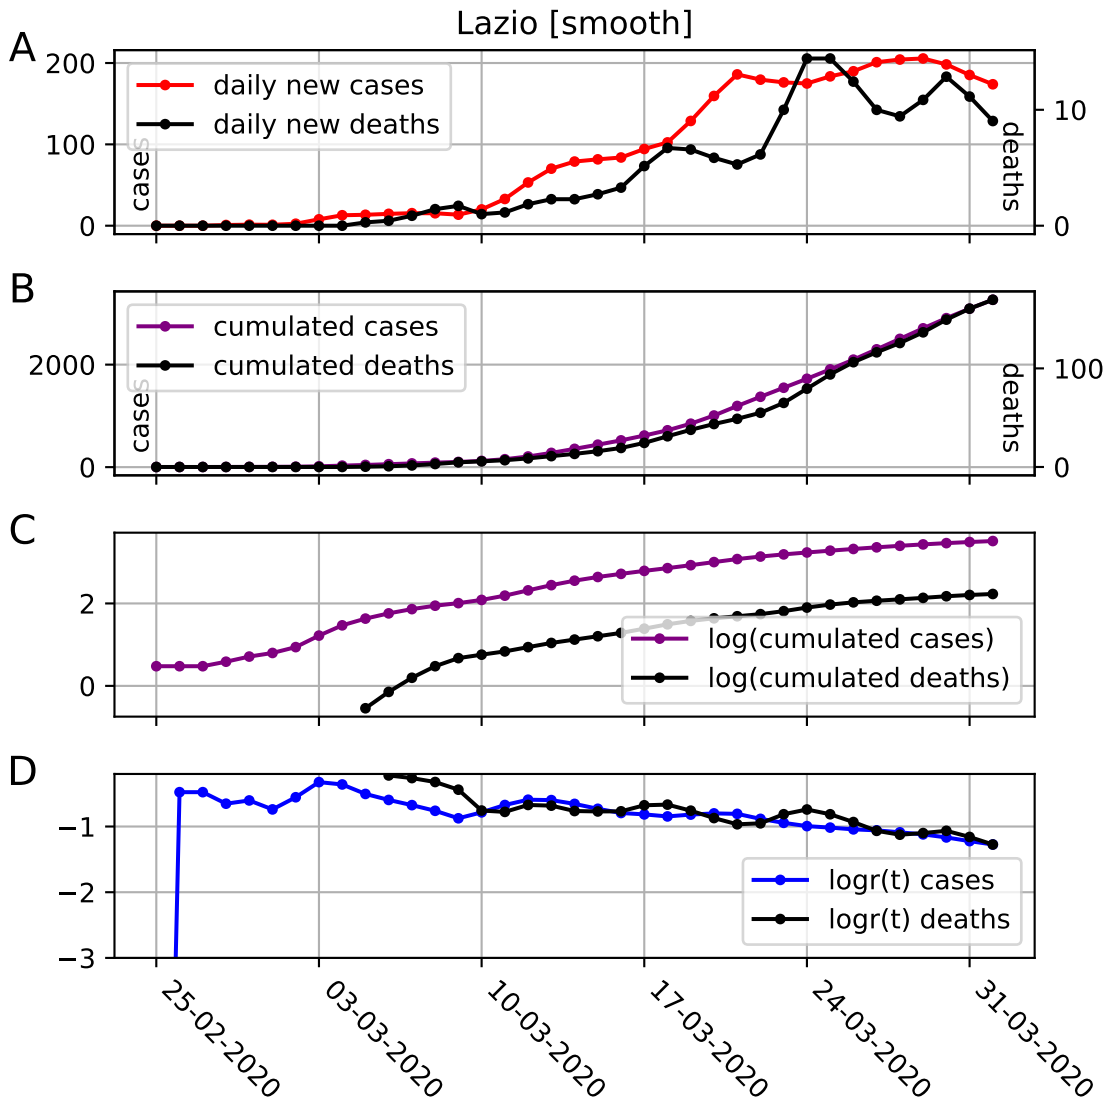 Lazio [smooth]
A
200
100
0
cases
daily new cases
daily new deaths
10
0
deaths
B
2000
0
cases
cumulated cases
cumulated deaths
100
0
deaths
C
2
0
log(cumulated cases)
log(cumulated deaths)
D
−1
−2
−3
logr(t) cases
logr(t) deaths
25-02-2020
03-03-2020
10-03-2020
17-03-2020
24-03-2020
31-03-2020